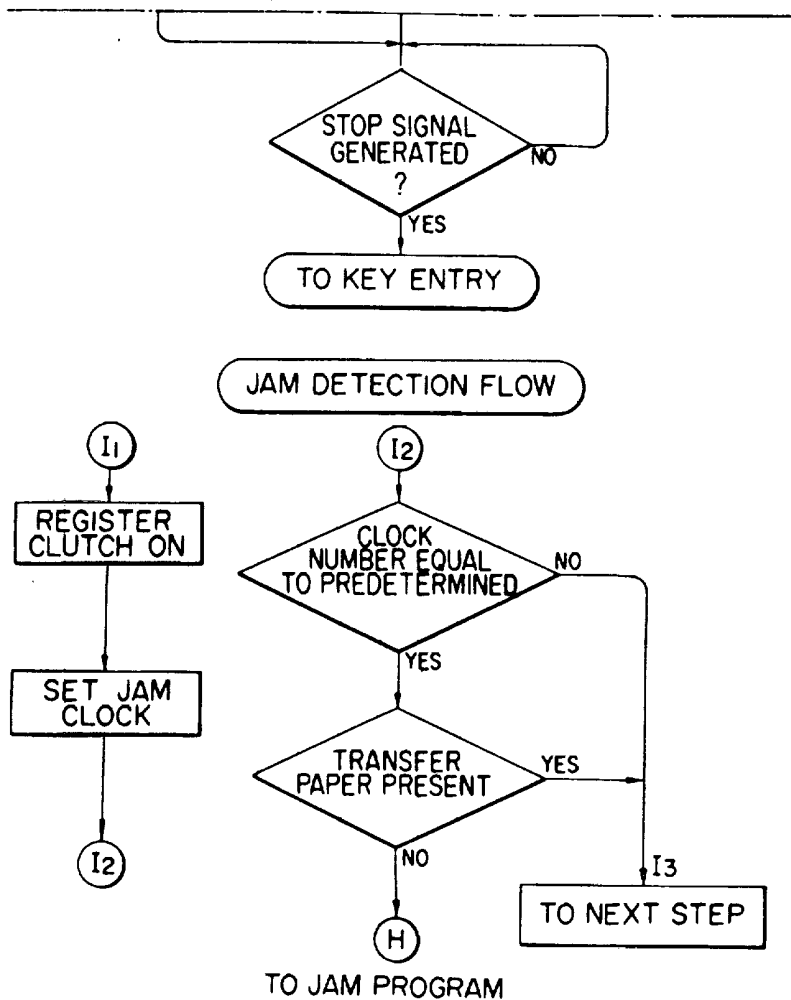 STOP SIGNAL
GENERATED
?
NO
YES
TO KEY ENTRY
JAM DETECTION FLOW
I1
REGISTER
CLUTCH ON
SET JAM
CLOCK
I2
I2
CLOCK
NUMBER EQUAL
TO PREDETERMINED
NO
YES
TRANSFER
PAPER PRESENT
YES
NO
I3
TO NEXT STEP
H
TO JAM PROGRAM